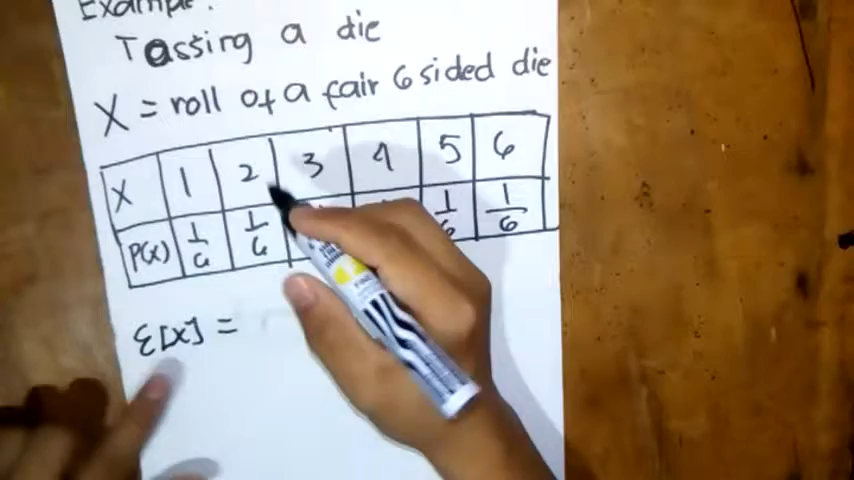 Example:
Tossing a die
X = roll of a fair 6 sided die
X 1 2 3 4 5 6
P(x) 1/6 1/6 1/6 1/6
E[X] =